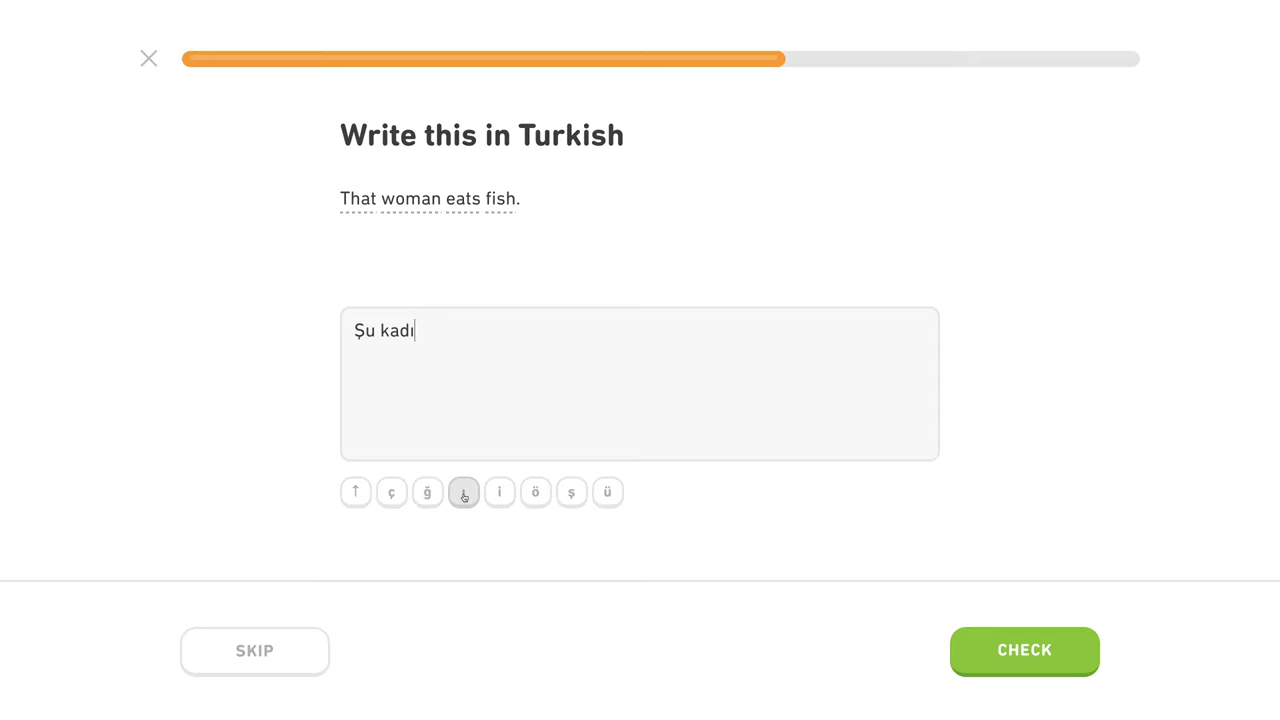 Write this in Turkish
That woman eats fish.
Şu kadı
↑ ç ğ ı i ö ş ü
SKIP
CHECK